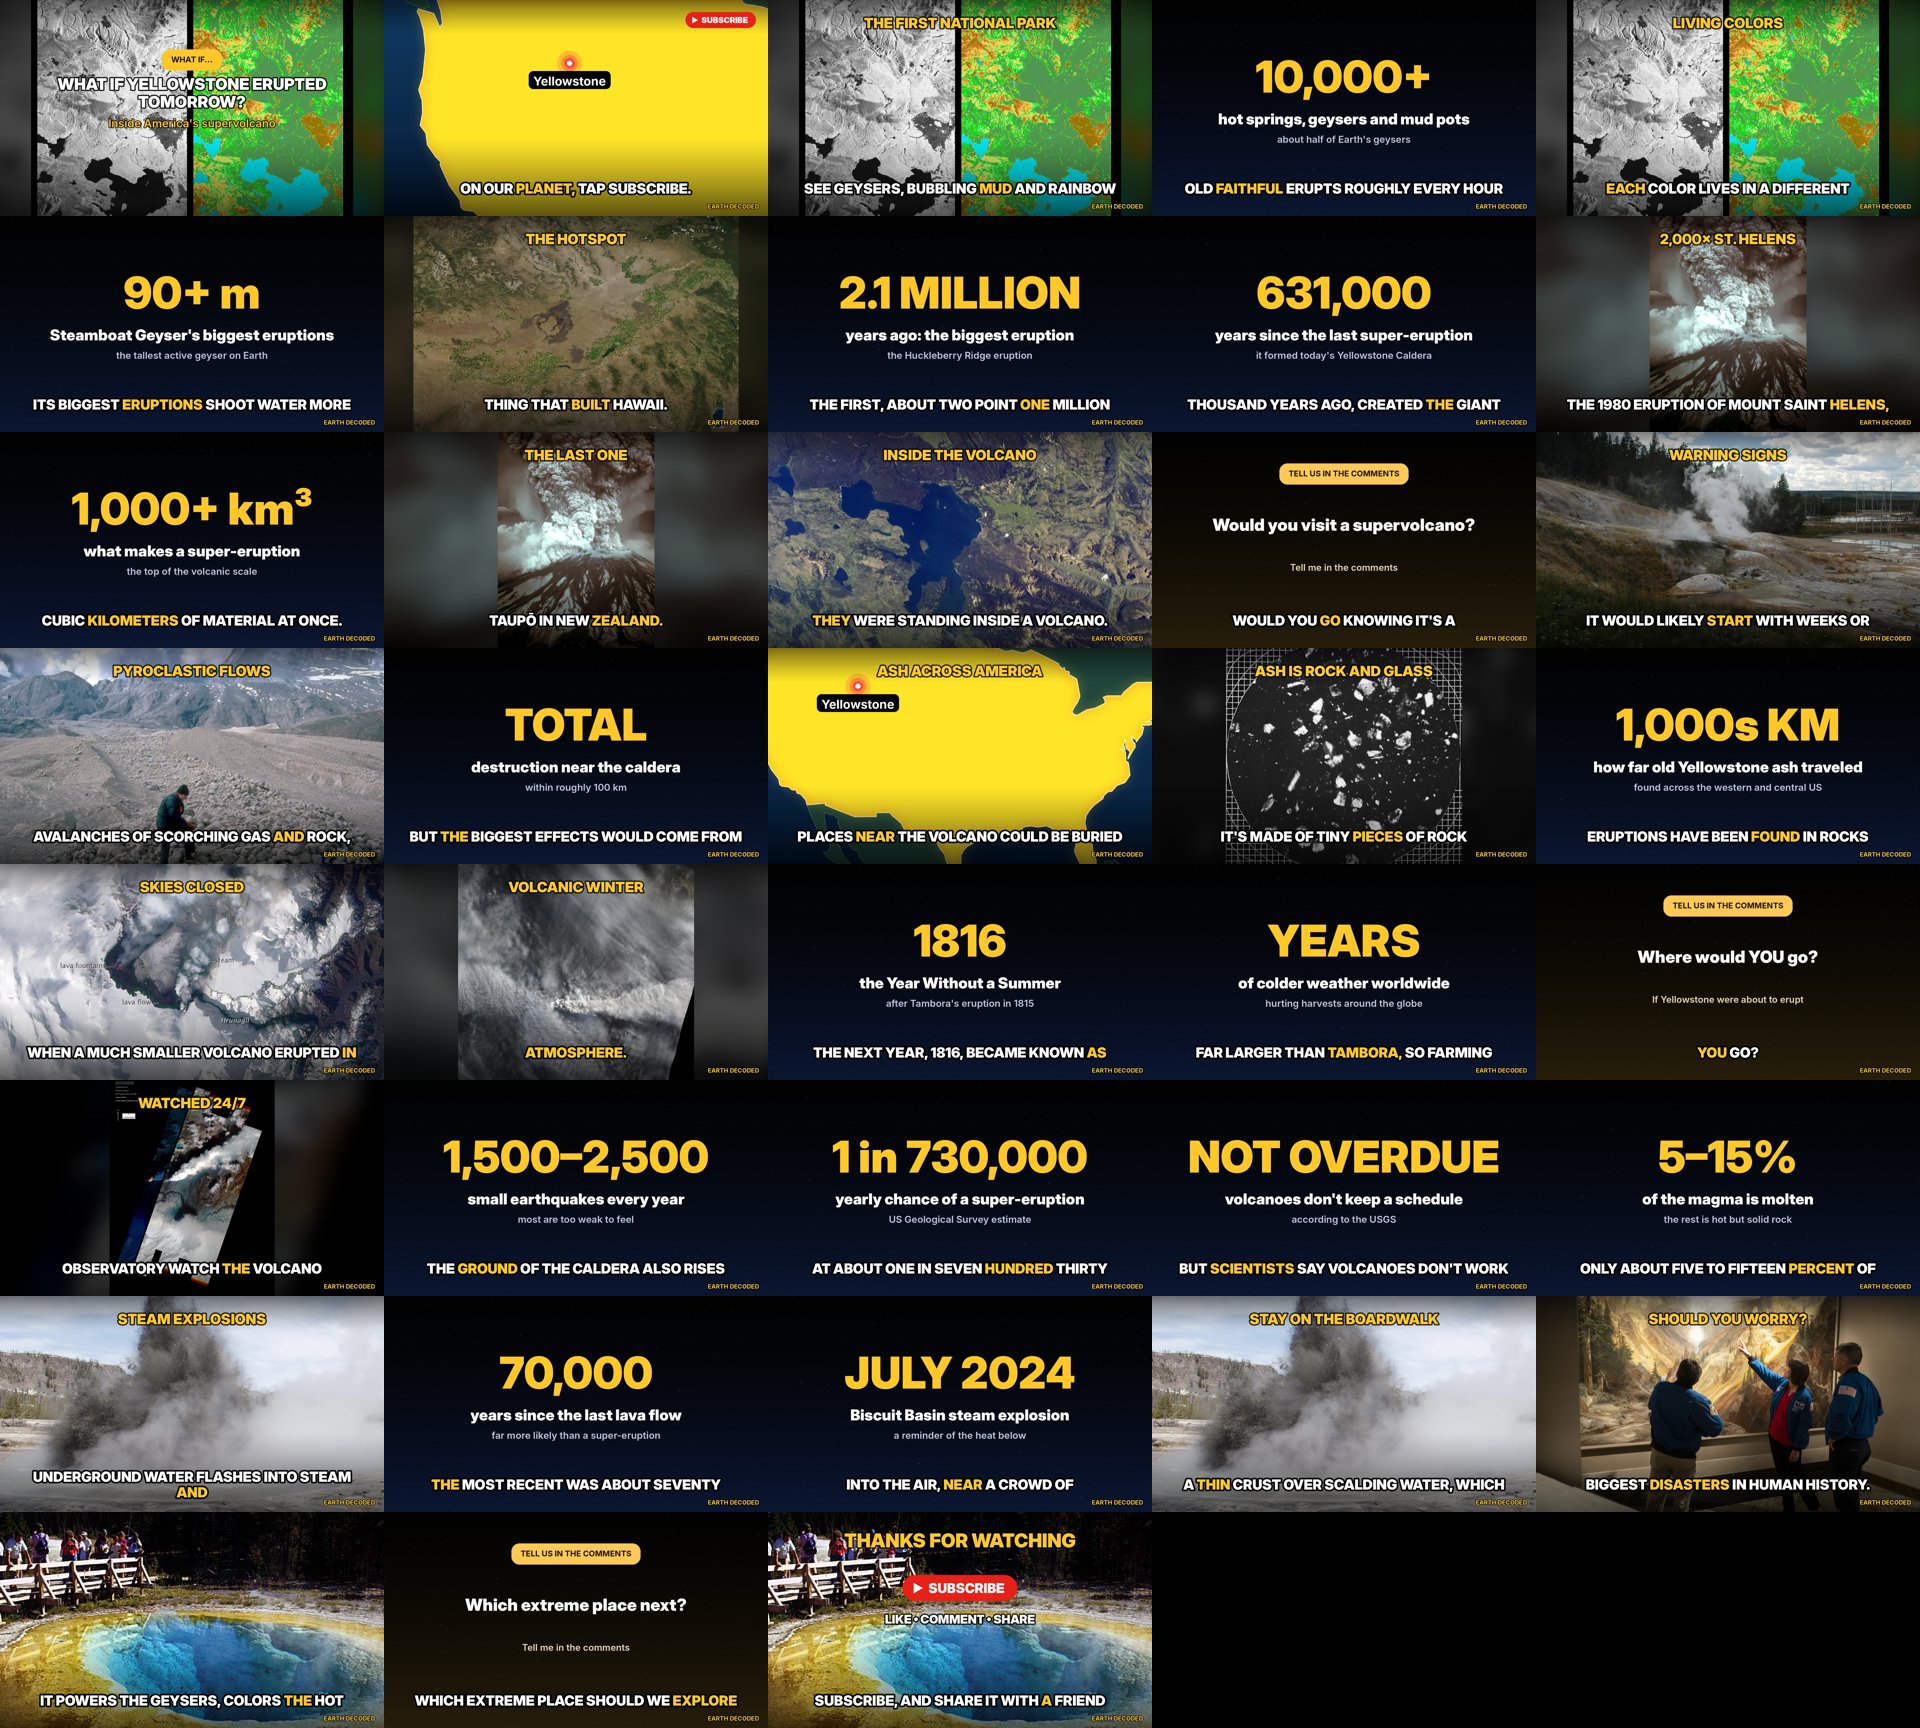 WHAT IF...
WHAT IF YELLOWSTONE ERUPTED
TOMORROW?
Inside America's supervolcano
SUBSCRIBE
Yellowstone
ON OUR PLANET, TAP SUBSCRIBE.
EARTH DECODED
THE FIRST NATIONAL PARK
SEE GEYSERS, BUBBLING MUD AND RAINBOW
EARTH DECODED
10,000+
hot springs, geysers and mud pots
about half of Earth's geysers
OLD FAITHFUL ERUPTS ROUGHLY EVERY HOUR
EARTH DECODED
LIVING COLORS
EACH COLOR LIVES IN A DIFFERENT
EARTH DECODED
90+ m
Steamboat Geyser's biggest eruptions
the tallest active geyser on Earth
ITS BIGGEST ERUPTIONS SHOOT WATER MORE
EARTH DECODED
THE HOTSPOT
THING THAT BUILT HAWAII.
EARTH DECODED
2.1 MILLION
years ago: the biggest eruption
the Huckleberry Ridge eruption
THE FIRST, ABOUT TWO POINT ONE MILLION
EARTH DECODED
631,000
years since the last super-eruption
it formed today's Yellowstone Caldera
THOUSAND YEARS AGO, CREATED THE GIANT
EARTH DECODED
2,000× ST. HELENS
THE 1980 ERUPTION OF MOUNT SAINT HELENS,
EARTH DECODED
1,000+ km³
what makes a super-eruption
the top of the volcanic scale
CUBIC KILOMETERS OF MATERIAL AT ONCE.
EARTH DECODED
THE LAST ONE
TAUPŌ IN NEW ZEALAND.
EARTH DECODED
INSIDE THE VOLCANO
THEY WERE STANDING INSIDE A VOLCANO.
EARTH DECODED
TELL US IN THE COMMENTS
Would you visit a supervolcano?
Tell me in the comments
WOULD YOU GO KNOWING IT'S A
EARTH DECODED
WARNING SIGNS
IT WOULD LIKELY START WITH WEEKS OR
EARTH DECODED
PYROCLASTIC FLOWS
AVALANCHES OF SCORCHING GAS AND ROCK,
EARTH DECODED
TOTAL
destruction near the caldera
within roughly 100 km
BUT THE BIGGEST EFFECTS WOULD COME FROM
EARTH DECODED
ASH ACROSS AMERICA
Yellowstone
PLACES NEAR THE VOLCANO COULD BE BURIED
EARTH DECODED
ASH IS ROCK AND GLASS
IT'S MADE OF TINY PIECES OF ROCK
EARTH DECODED
1,000s KM
how far old Yellowstone ash traveled
found across the western and central US
ERUPTIONS HAVE BEEN FOUND IN ROCKS
EARTH DECODED
SKIES CLOSED
lava fountains
steam
lava flow
Hrunagil
WHEN A MUCH SMALLER VOLCANO ERUPTED IN
EARTH DECODED
VOLCANIC WINTER
ATMOSPHERE.
EARTH DECODED
1816
the Year Without a Summer
after Tambora's eruption in 1815
THE NEXT YEAR, 1816, BECAME KNOWN AS
EARTH DECODED
YEARS
of colder weather worldwide
hurting harvests around the globe
FAR LARGER THAN TAMBORA, SO FARMING
EARTH DECODED
TELL US IN THE COMMENTS
Where would YOU go?
If Yellowstone were about to erupt
YOU GO?
EARTH DECODED
WATCHED 24/7
OBSERVATORY WATCH THE VOLCANO
EARTH DECODED
1,500–2,500
small earthquakes every year
most are too weak to feel
THE GROUND OF THE CALDERA ALSO RISES
EARTH DECODED
1 in 730,000
yearly chance of a super-eruption
US Geological Survey estimate
AT ABOUT ONE IN SEVEN HUNDRED THIRTY
EARTH DECODED
NOT OVERDUE
volcanoes don't keep a schedule
according to the USGS
BUT SCIENTISTS SAY VOLCANOES DON'T WORK
EARTH DECODED
5–15%
of the magma is molten
the rest is hot but solid rock
ONLY ABOUT FIVE TO FIFTEEN PERCENT OF
EARTH DECODED
STEAM EXPLOSIONS
UNDERGROUND WATER FLASHES INTO STEAM
AND
EARTH DECODED
70,000
years since the last lava flow
far more likely than a super-eruption
THE MOST RECENT WAS ABOUT SEVENTY
EARTH DECODED
JULY 2024
Biscuit Basin steam explosion
a reminder of the heat below
INTO THE AIR, NEAR A CROWD OF
EARTH DECODED
STAY ON THE BOARDWALK
A THIN CRUST OVER SCALDING WATER, WHICH
EARTH DECODED
SHOULD YOU WORRY?
BIGGEST DISASTERS IN HUMAN HISTORY.
EARTH DECODED
IT POWERS THE GEYSERS, COLORS THE HOT
EARTH DECODED
TELL US IN THE COMMENTS
Which extreme place next?
Tell me in the comments
WHICH EXTREME PLACE SHOULD WE EXPLORE
EARTH DECODED
THANKS FOR WATCHING
SUBSCRIBE
LIKE • COMMENT • SHARE
SUBSCRIBE, AND SHARE IT WITH A FRIEND
EARTH DECODED